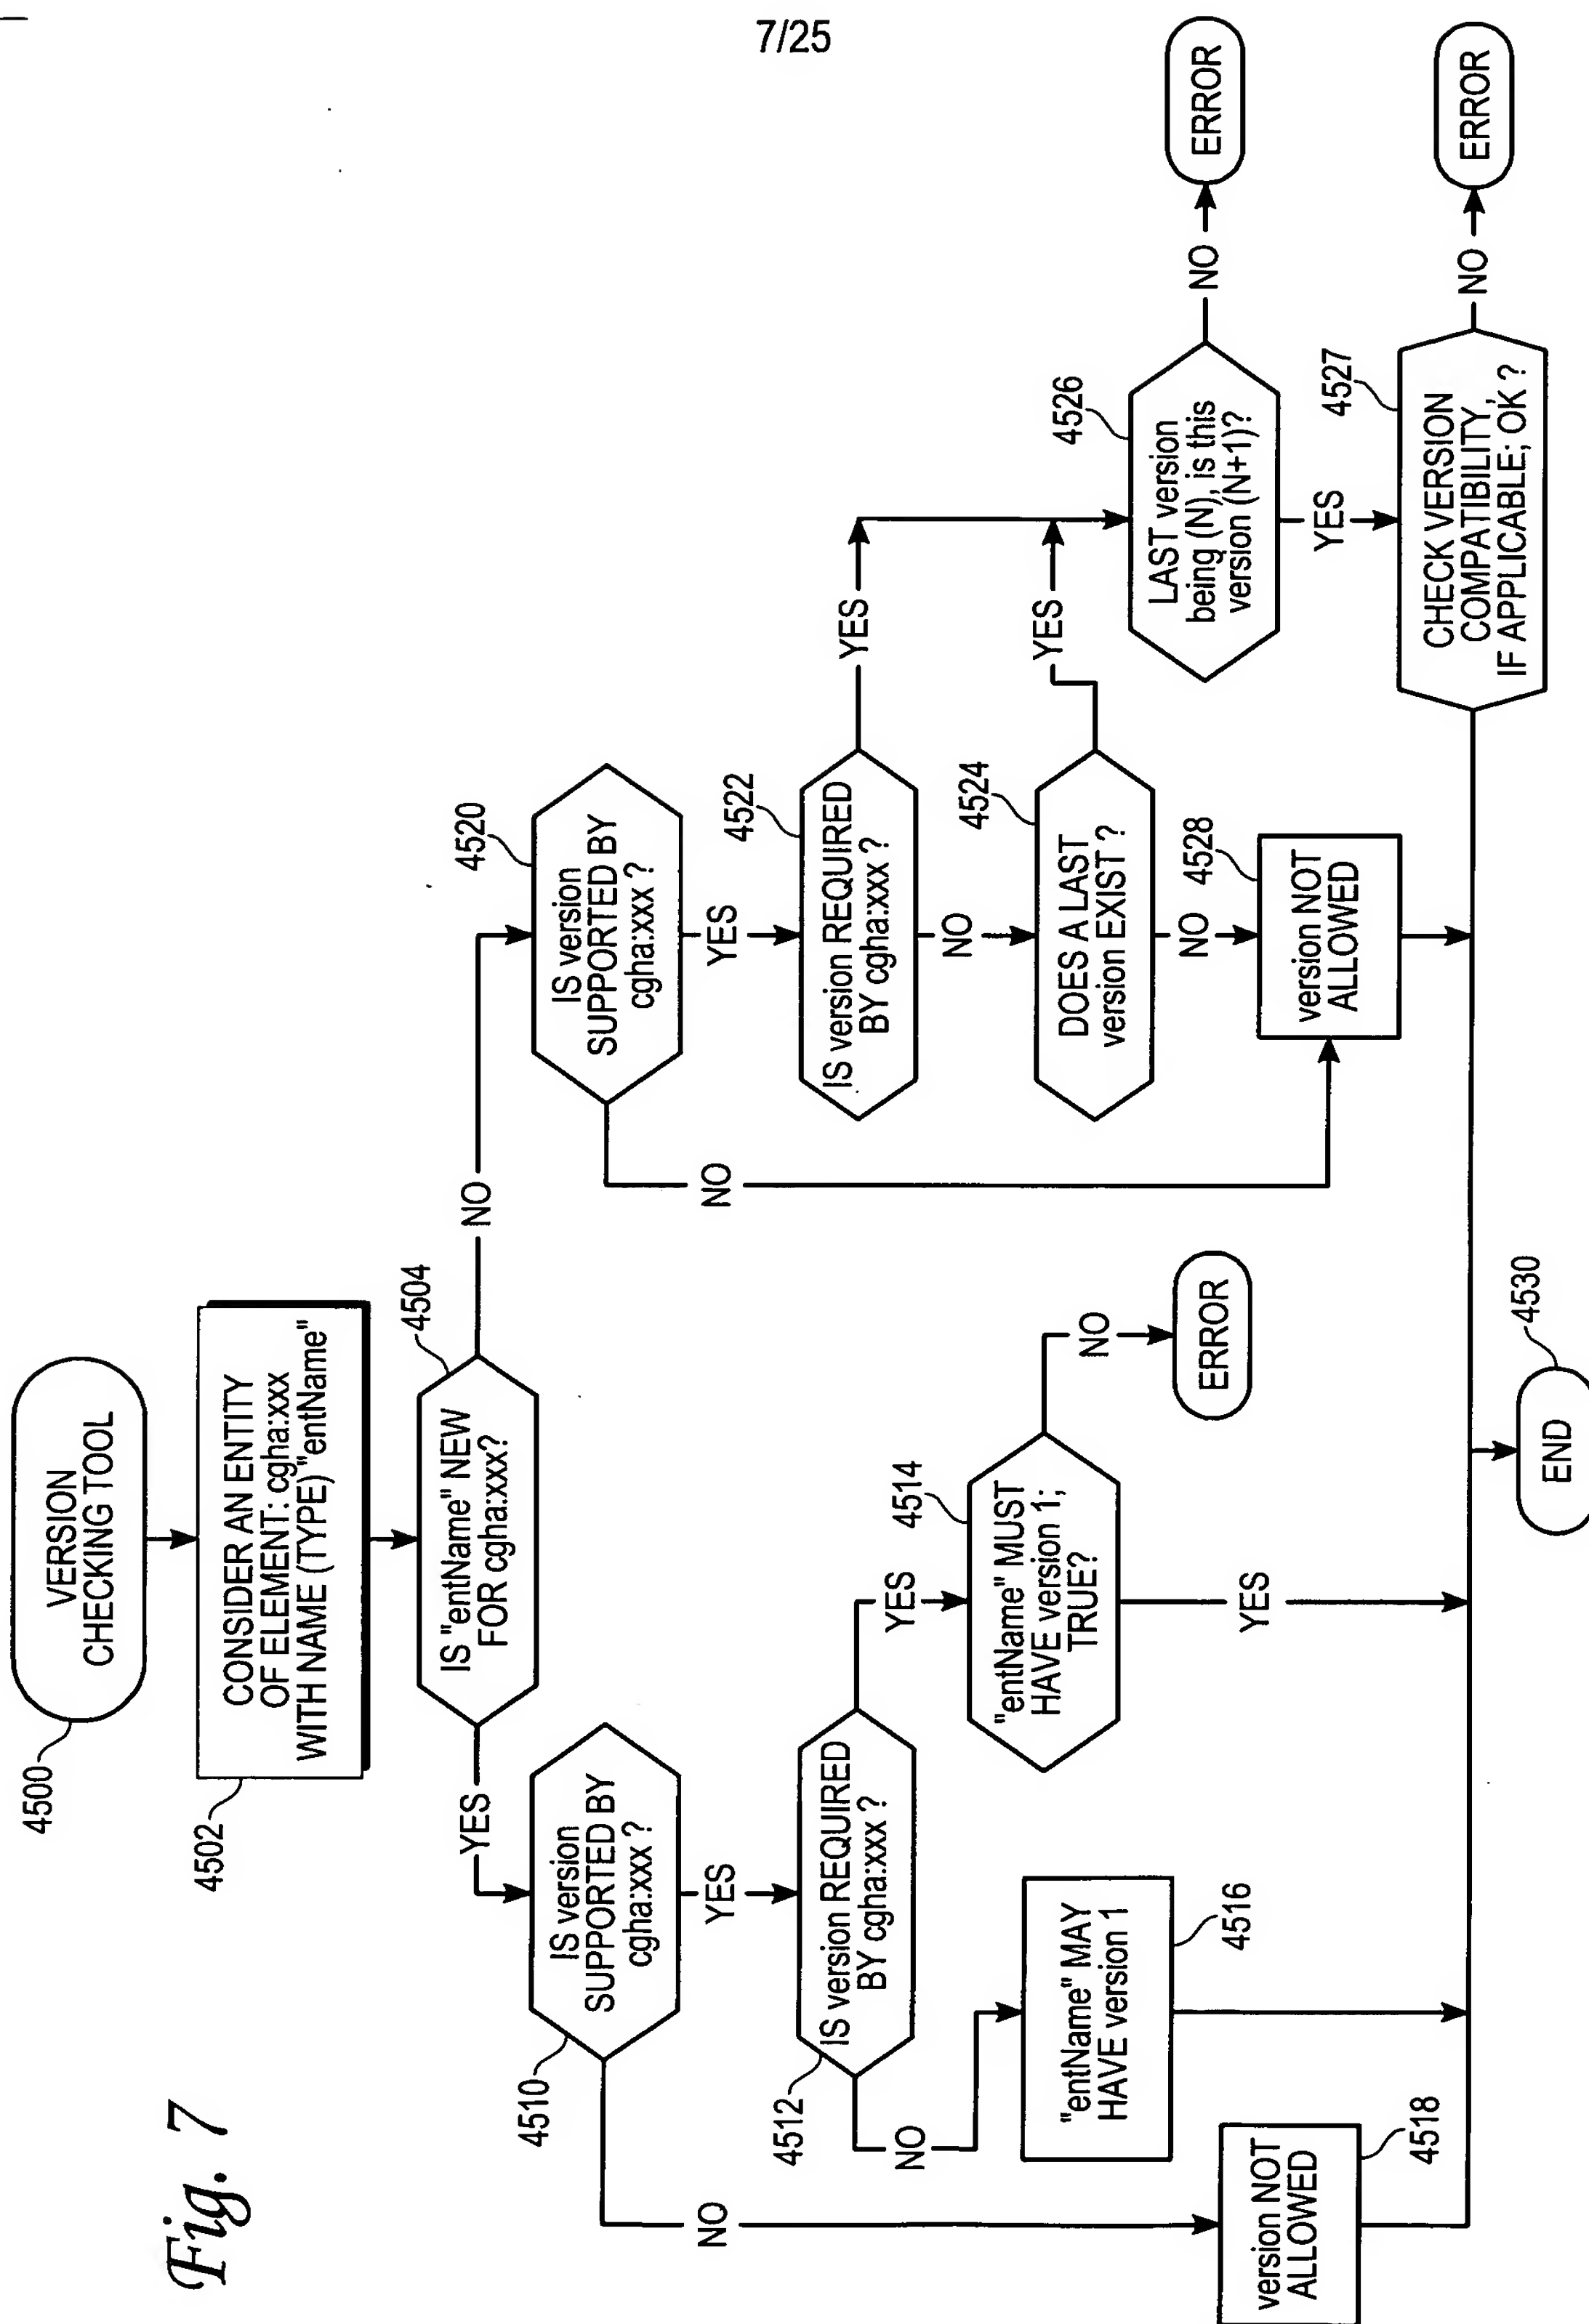 7/25
Fig. 7
4500
VERSION
CHECKING TOOL
4502
CONSIDER AN ENTITY
OF ELEMENT: cgha:xxx
WITH NAME (TYPE) "entName"
4504
IS "entName" NEW
FOR cgha:xxx?
YES
NO
4510
IS version
SUPPORTED BY
cgha:xxx ?
NO
YES
4512
IS version REQUIRED
BY cgha:xxx ?
NO
YES
4514
"entName" MUST
HAVE version 1;
TRUE?
NO
ERROR
YES
"entName" MAY
HAVE version 1
4516
version NOT
ALLOWED
4518
4520
IS version
SUPPORTED BY
cgha:xxx ?
NO
YES
4522
IS version REQUIRED
BY cgha:xxx ?
YES
NO
4524
DOES A LAST
version EXIST ?
YES
NO
4528
version NOT
ALLOWED
4526
LAST version
being (N), is this
version (N+1)?
NO
ERROR
YES
4527
CHECK VERSION
COMPATIBILITY,
IF APPLICABLE; OK ?
NO
ERROR
END
4530